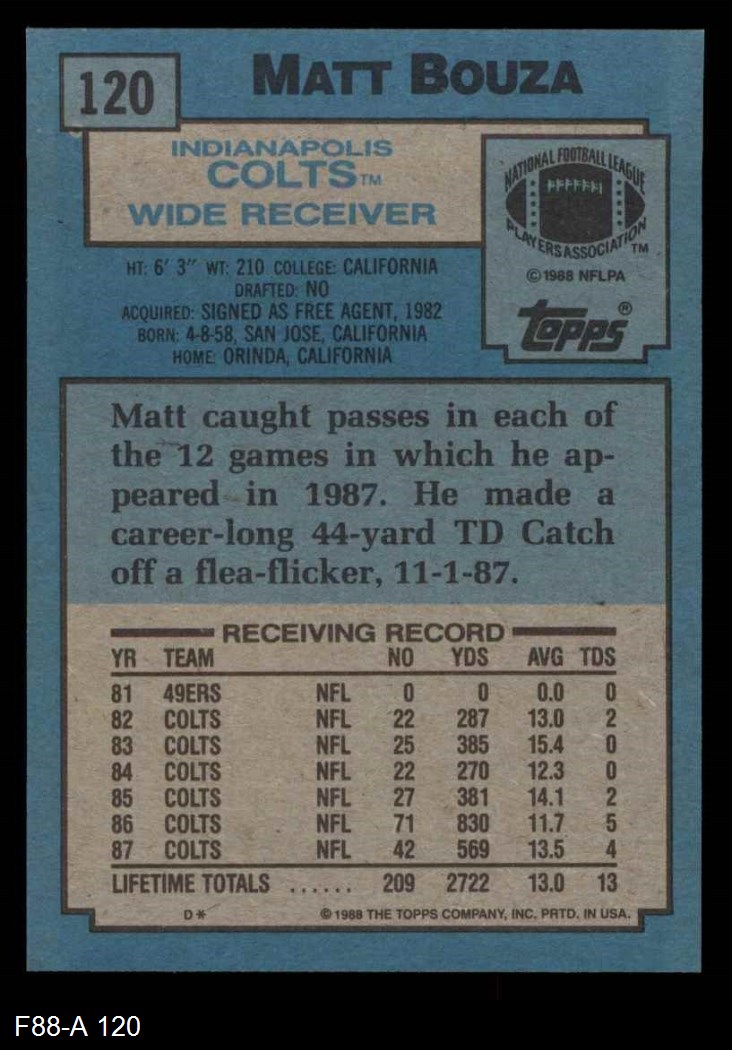 120
MATT BOUZA
INDIANAPOLIS
COLTS™
WIDE RECEIVER
NATIONAL FOOTBALL LEAGUE
PLAYERS ASSOCIATION™
©1988 NFLPA
topps®
HT: 6' 3" WT: 210 COLLEGE: CALIFORNIA
DRAFTED: NO
ACQUIRED: SIGNED AS FREE AGENT, 1982
BORN: 4-8-58, SAN JOSE, CALIFORNIA
HOME: ORINDA, CALIFORNIA
Matt caught passes in each of
the 12 games in which he ap-
peared in 1987. He made a
career-long 44-yard TD Catch
off a flea-flicker, 11-1-87.
RECEIVING RECORD
YR TEAM NO YDS AVG TDS
81 49ERS NFL 0 0 0.0 0
82 COLTS NFL 22 287 13.0 2
83 COLTS NFL 25 385 15.4 0
84 COLTS NFL 22 270 12.3 0
85 COLTS NFL 27 381 14.1 2
86 COLTS NFL 71 830 11.7 5
87 COLTS NFL 42 569 13.5 4
LIFETIME TOTALS ...... 209 2722 13.0 13
D* ©1988 THE TOPPS COMPANY, INC. PRTD. IN USA.
F88-A 120